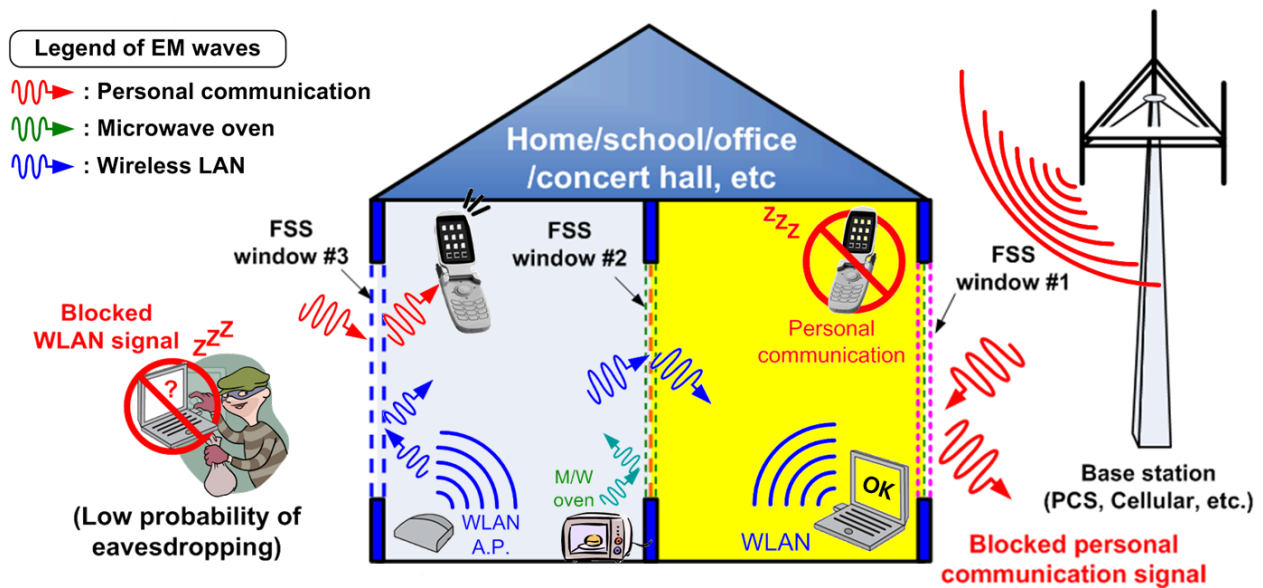 Legend of EM waves
: Personal communication
: Microwave oven
: Wireless LAN
Home/school/office
/concert hall, etc
FSS
window #3
FSS
window #2
zzz
FSS
window #1
Personal
communication
Blocked
WLAN signal
zzz
?
(Low probability of
eavesdropping)
WLAN
A.P.
M/W
oven
WLAN
OK
Base station
(PCS, Cellular, etc.)
Blocked personal
communication signal